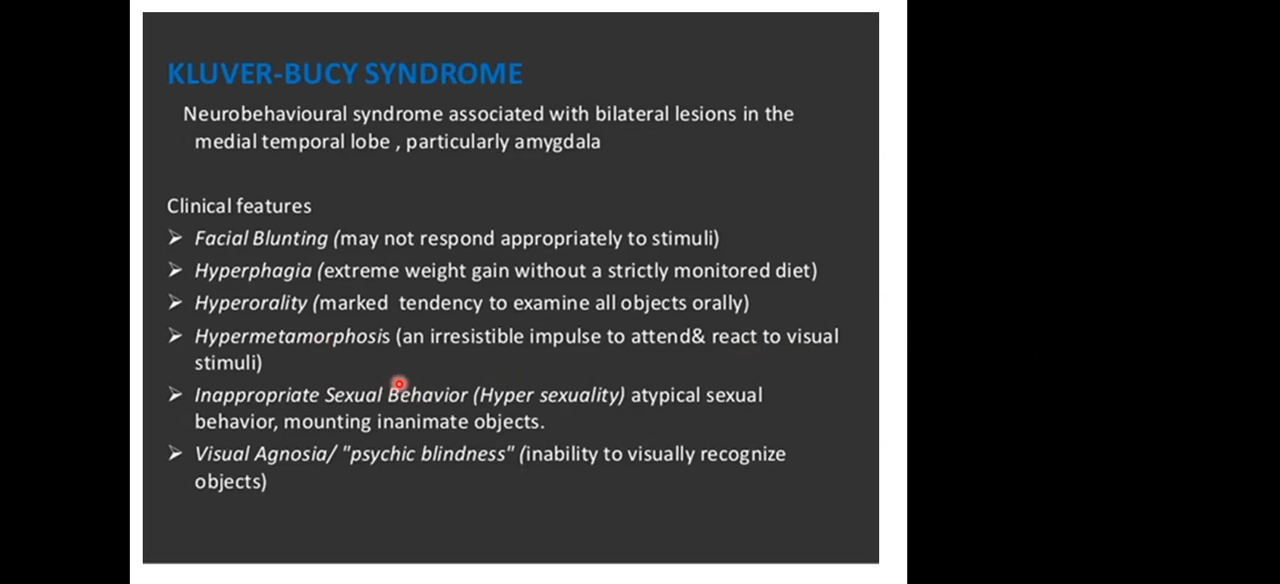 KLUVER-BUCY SYNDROME
Neurobehavioural syndrome associated with bilateral lesions in the
medial temporal lobe , particularly amygdala
Clinical features
➢ Facial Blunting (may not respond appropriately to stimuli)
➢ Hyperphagia (extreme weight gain without a strictly monitored diet)
➢ Hyperorality (marked tendency to examine all objects orally)
➢ Hypermetamorphosis (an irresistible impulse to attend& react to visual
stimuli)
➢ Inappropriate Sexual Behavior (Hyper sexuality) atypical sexual
behavior, mounting inanimate objects.
➢ Visual Agnosia/ "psychic blindness" (inability to visually recognize
objects)